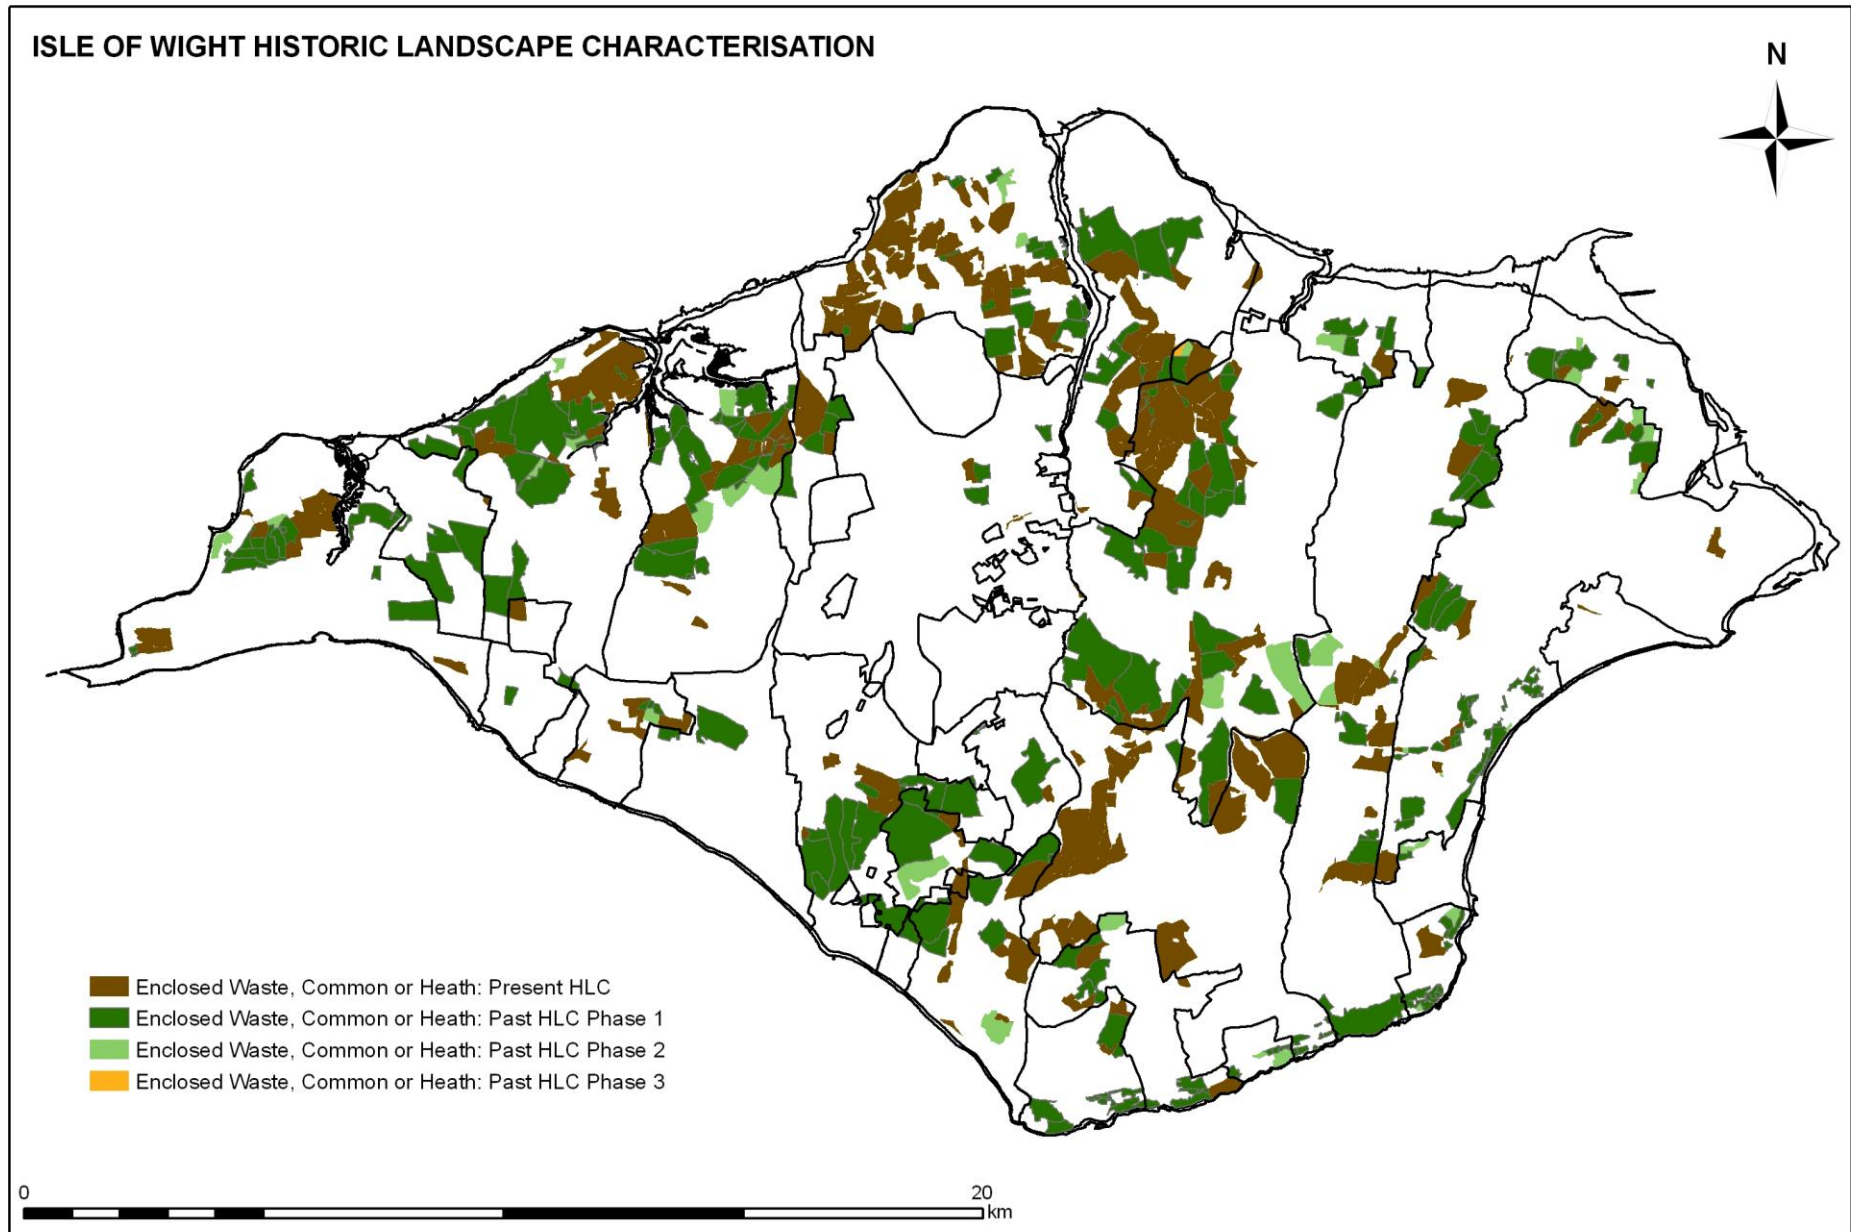 ISLE OF WIGHT HISTORIC LANDSCAPE CHARACTERISATION
N
Enclosed Waste, Common or Heath: Present HLC
Enclosed Waste, Common or Heath: Past HLC Phase 1
Enclosed Waste, Common or Heath: Past HLC Phase 2
Enclosed Waste, Common or Heath: Past HLC Phase 3
0 20
km